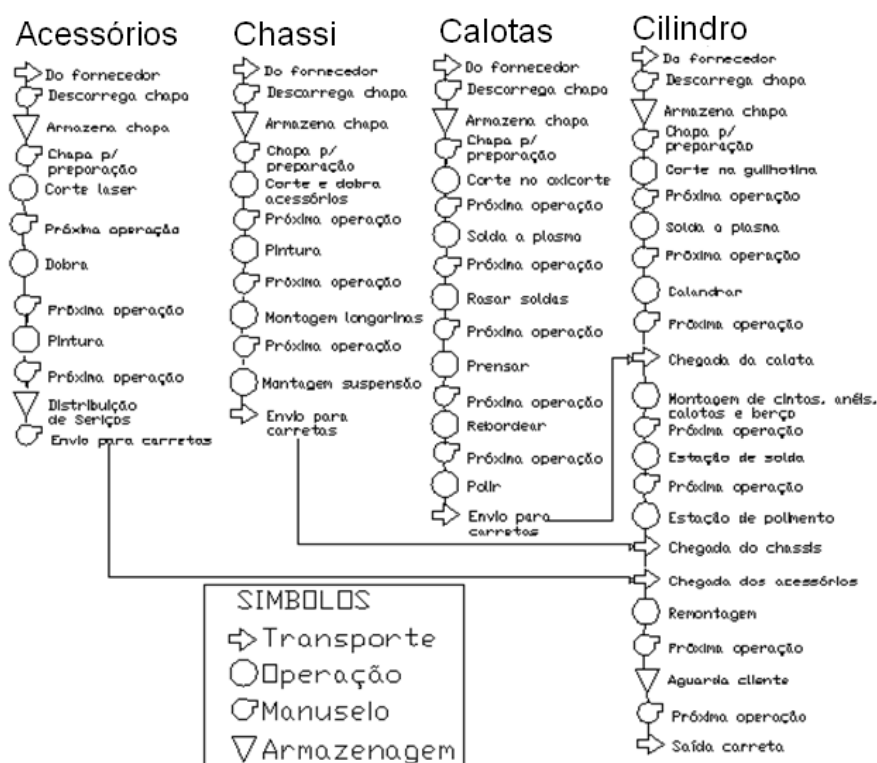 Acessórios
Do fornecedor
Descarrega chapa
Armazena chapa
Chapa p/
preparação
Corte laser
Próxima operação
Dobra
Próxima operação
Pintura
Próxima operação
Distribuição
de Seriços
Envio para carretas
Chassi
Do fornecedor
Descarrega chapa
Armazena chapa
Chapa p/
preparação
Corte e dobra
acessórios
Próxima operação
Pintura
Próxima operação
Montagem longarinas
Próxima operação
Montagem suspensão
Envio para
carretas
Calotas
Do fornecedor
Descarrega chapa
Armazena chapa
Chapa p/
preparação
Corte no oxicorte
Próxima operação
Solda a plasma
Próxima operação
Rasar soldas
Próxima operação
Prensar
Próxima operação
Rebordear
Próxima operação
Polir
Envio para
carretas
Cilindro
Do fornecedor
Descarrega chapa
Armazena chapa
Chapa p/
preparação
Corte na guilhotina
Próxima operação
Solda a plasma
Próxima operação
Calandrar
Próxima operação
Chegada da calota
Montagem de cintas, anéis,
calotas e berço
Próxima operação
Estação de solda
Próxima operação
Estação de polimento
Chegada do chassis
Chegada dos acessórios
Remontagem
Próxima operação
Aguarda cliente
Próxima operação
Saída carreta
SIMBOLOS
Transporte
Operação
Manuseio
Armazenagem